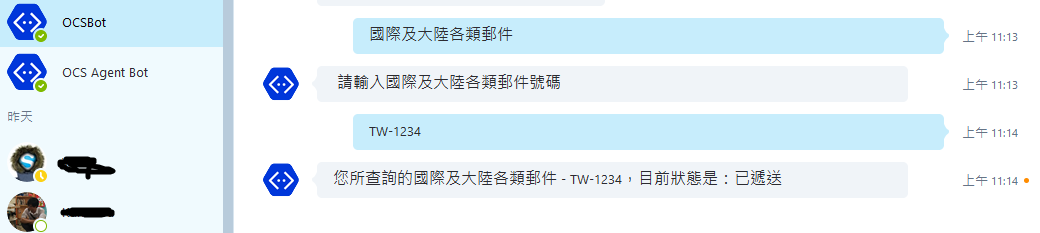 OCSBot
OCS Agent Bot
昨天
國際及大陸各類郵件
上午 11:13
請輸入國際及大陸各類郵件號碼
上午 11:13
TW-1234
上午 11:14
您所查詢的國際及大陸各類郵件 - TW-1234，目前狀態是：已遞送
上午 11:14